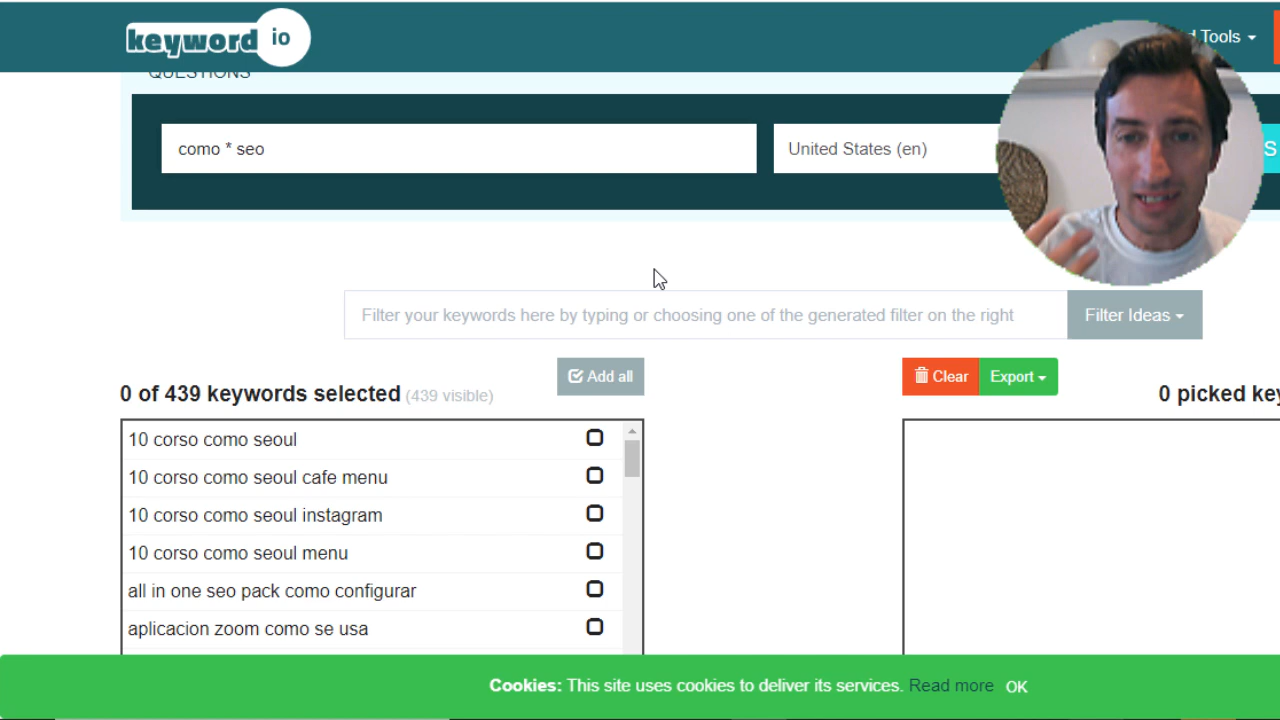 keyword io
d Tools
QUESTIONS
como * seo
United States (en)
S
Filter your keywords here by typing or choosing one of the generated filter on the right
Filter Ideas
0 of 439 keywords selected (439 visible)
Add all
Clear
Export
0 picked key
10 corso como seoul
10 corso como seoul cafe menu
10 corso como seoul instagram
10 corso como seoul menu
all in one seo pack como configurar
aplicacion zoom como se usa
Cookies: This site uses cookies to deliver its services. Read more OK